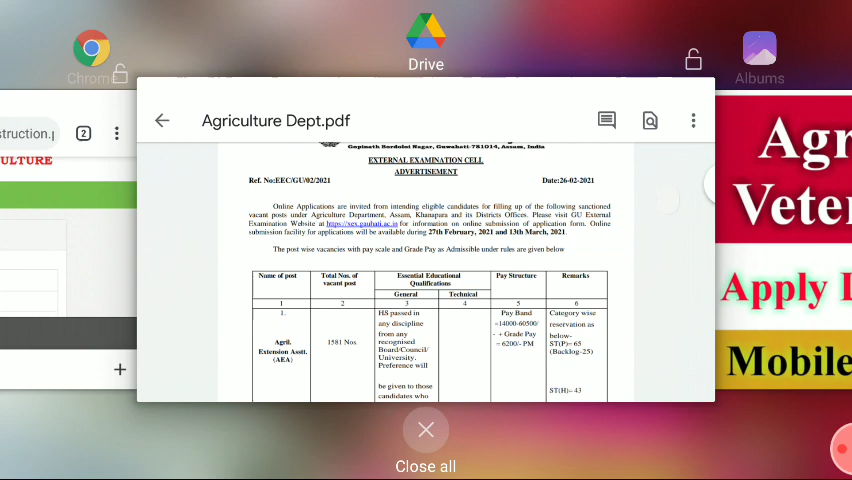 Chrome
Drive
Albums
struction.p
2
Agriculture Dept.pdf
ULTURE
Gopinath Bordoloi Nagar, Guwahati-781014, Assam, India
EXTERNAL EXAMINATION CELL
ADVERTISEMENT
Ref. No:EEC/GU/02/2021 Date:26-02-2021
Online Applications are invited from intending eligible candidates for filling up of the following sanctioned
vacant posts under Agriculture Department, Assam, Khanapara and its Districts Offices. Please visit GU External
Examination Website at https://xex.gauhati.ac.in for information on online submission of application form. Online
submission facility for applications will be available during 27th February, 2021 and 13th March, 2021.
The post wise vacancies with pay scale and Grade Pay as Admissible under rules are given below
Name of post Total Nos. of vacant post Essential Educational Qualifications Pay Structure Remarks
General Technical
1 2 3 4 5 6
1. HS passed in Pay Band Category wise
any discipline =14000-60500/ reservation as
from any - + Grade Pay below-
Agril. 1581 Nos recognised = 6200/- PM ST(P)= 65
Extension Asstt. Board/Council/ (Backlog-25)
(AEA) University.
Preference will
be given to those ST(H)= 43
candidates who
Agr
Veter
Apply L
Mobile
Close all